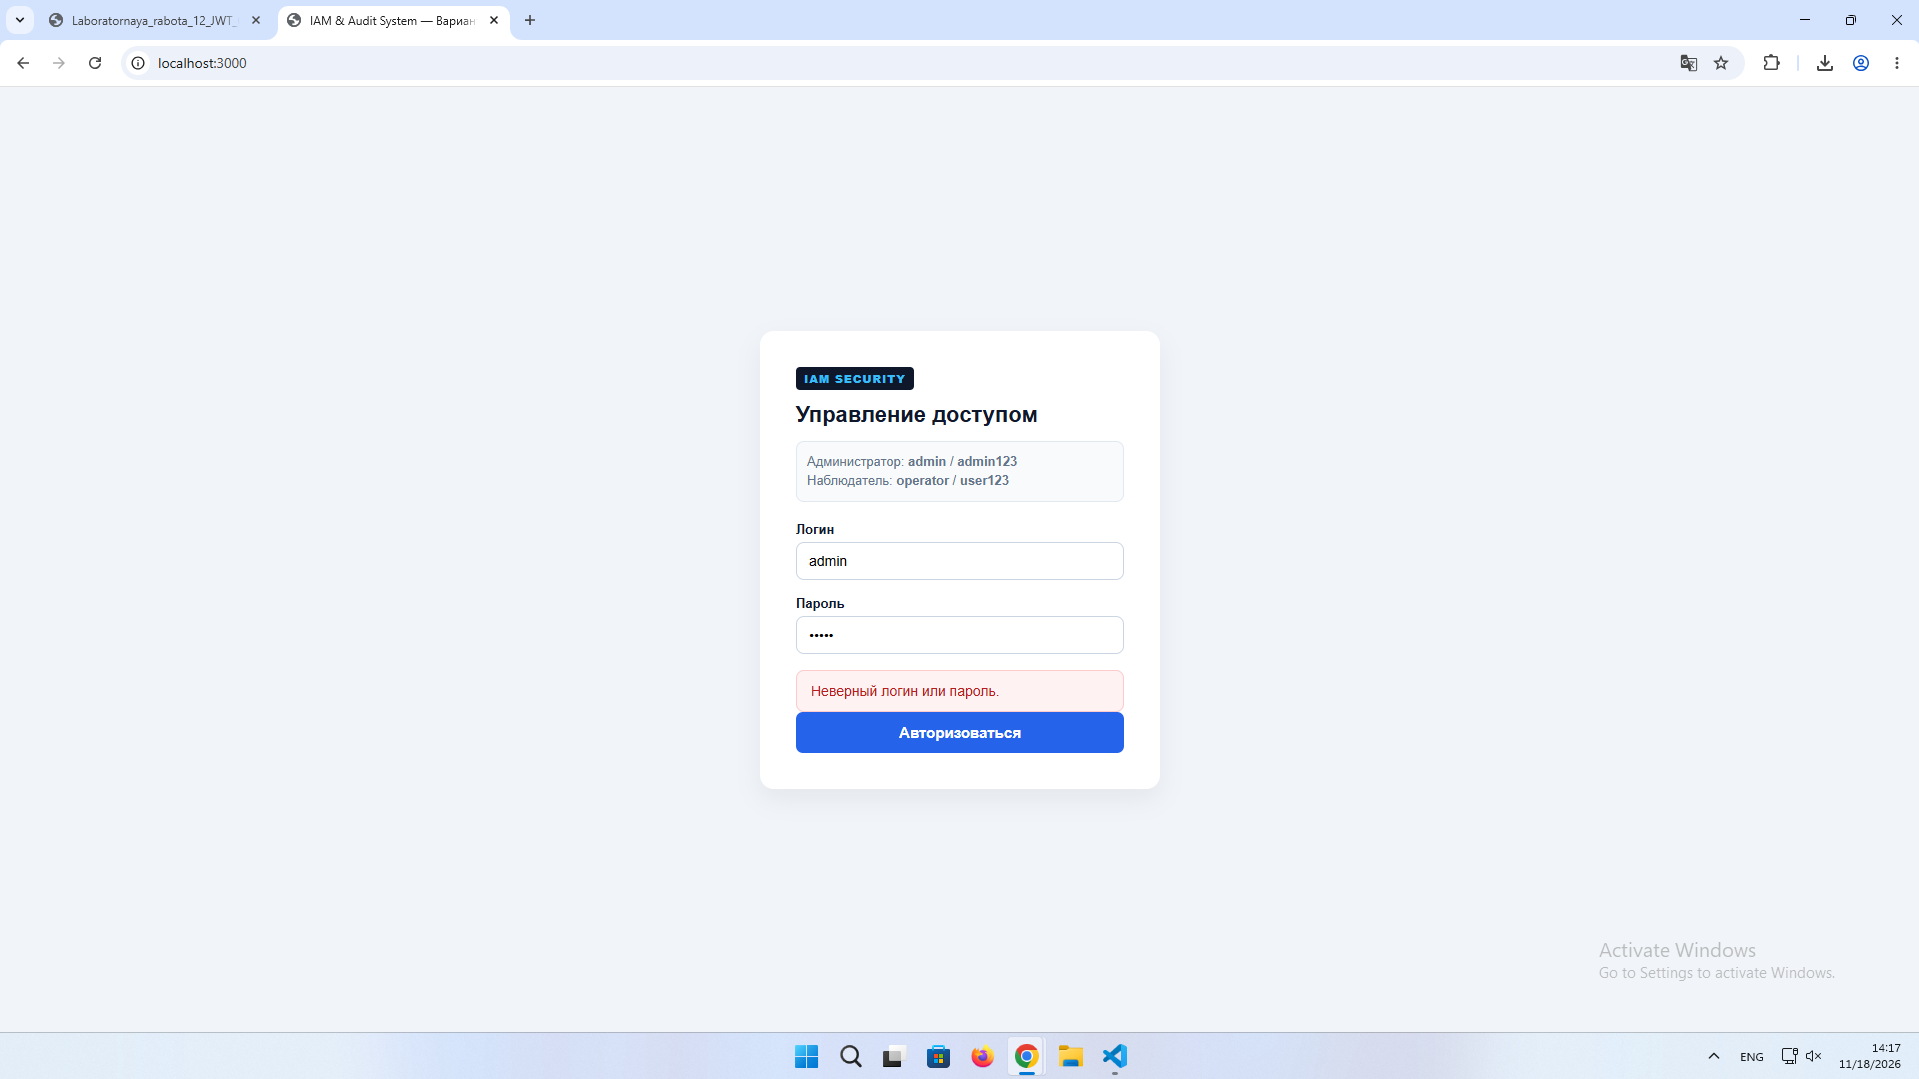 Laboratornaya_rabota_12_JWT_
IAM & Audit System — Вариан
localhost:3000
IAM SECURITY
Управление доступом
Администратор: admin / admin123
Наблюдатель: operator / user123
Логин
admin
Пароль
•••••
Неверный логин или пароль.
Авторизоваться
Activate Windows
Go to Settings to activate Windows.
ENG
14:17
11/18/2026